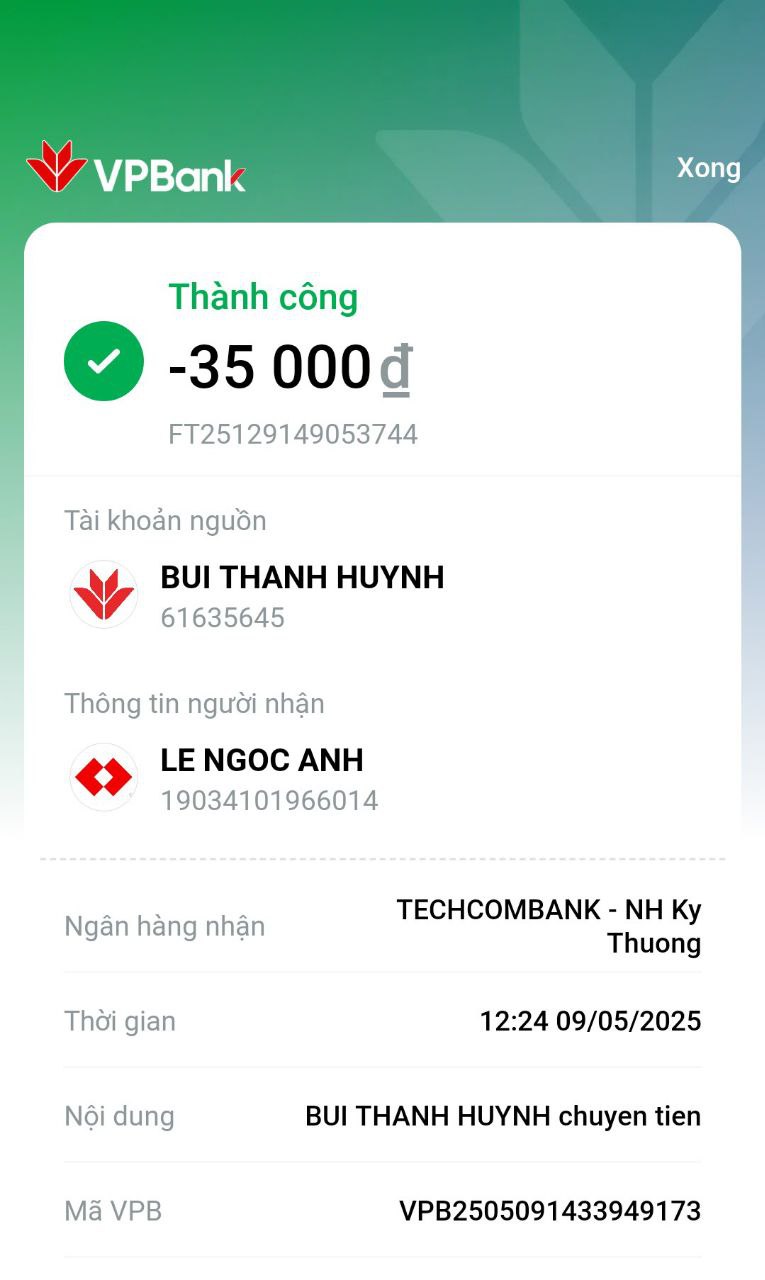 VPBank
Xong
Thành công
-35 000 ₫
FT25129149053744
Tài khoản nguồn
BUI THANH HUYNH
61635645
Thông tin người nhận
LE NGOC ANH
19034101966014
Ngân hàng nhận
TECHCOMBANK - NH Ky
Thuong
Thời gian
12:24 09/05/2025
Nội dung
BUI THANH HUYNH chuyen tien
Mã VPB
VPB2505091433949173